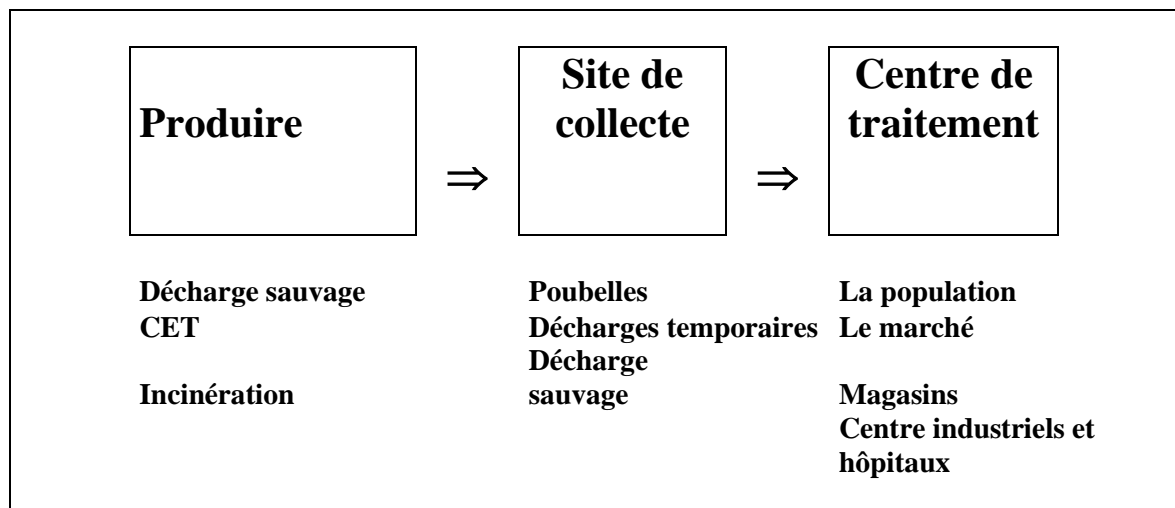 Produire
Site de
collecte
Centre de
traitement
⇒ ⇒
Décharge sauvage
CET
Incinération
Poubelles
Décharges temporaires
Décharge
sauvage
La population
Le marché
Magasins
Centre industriels et
hôpitaux